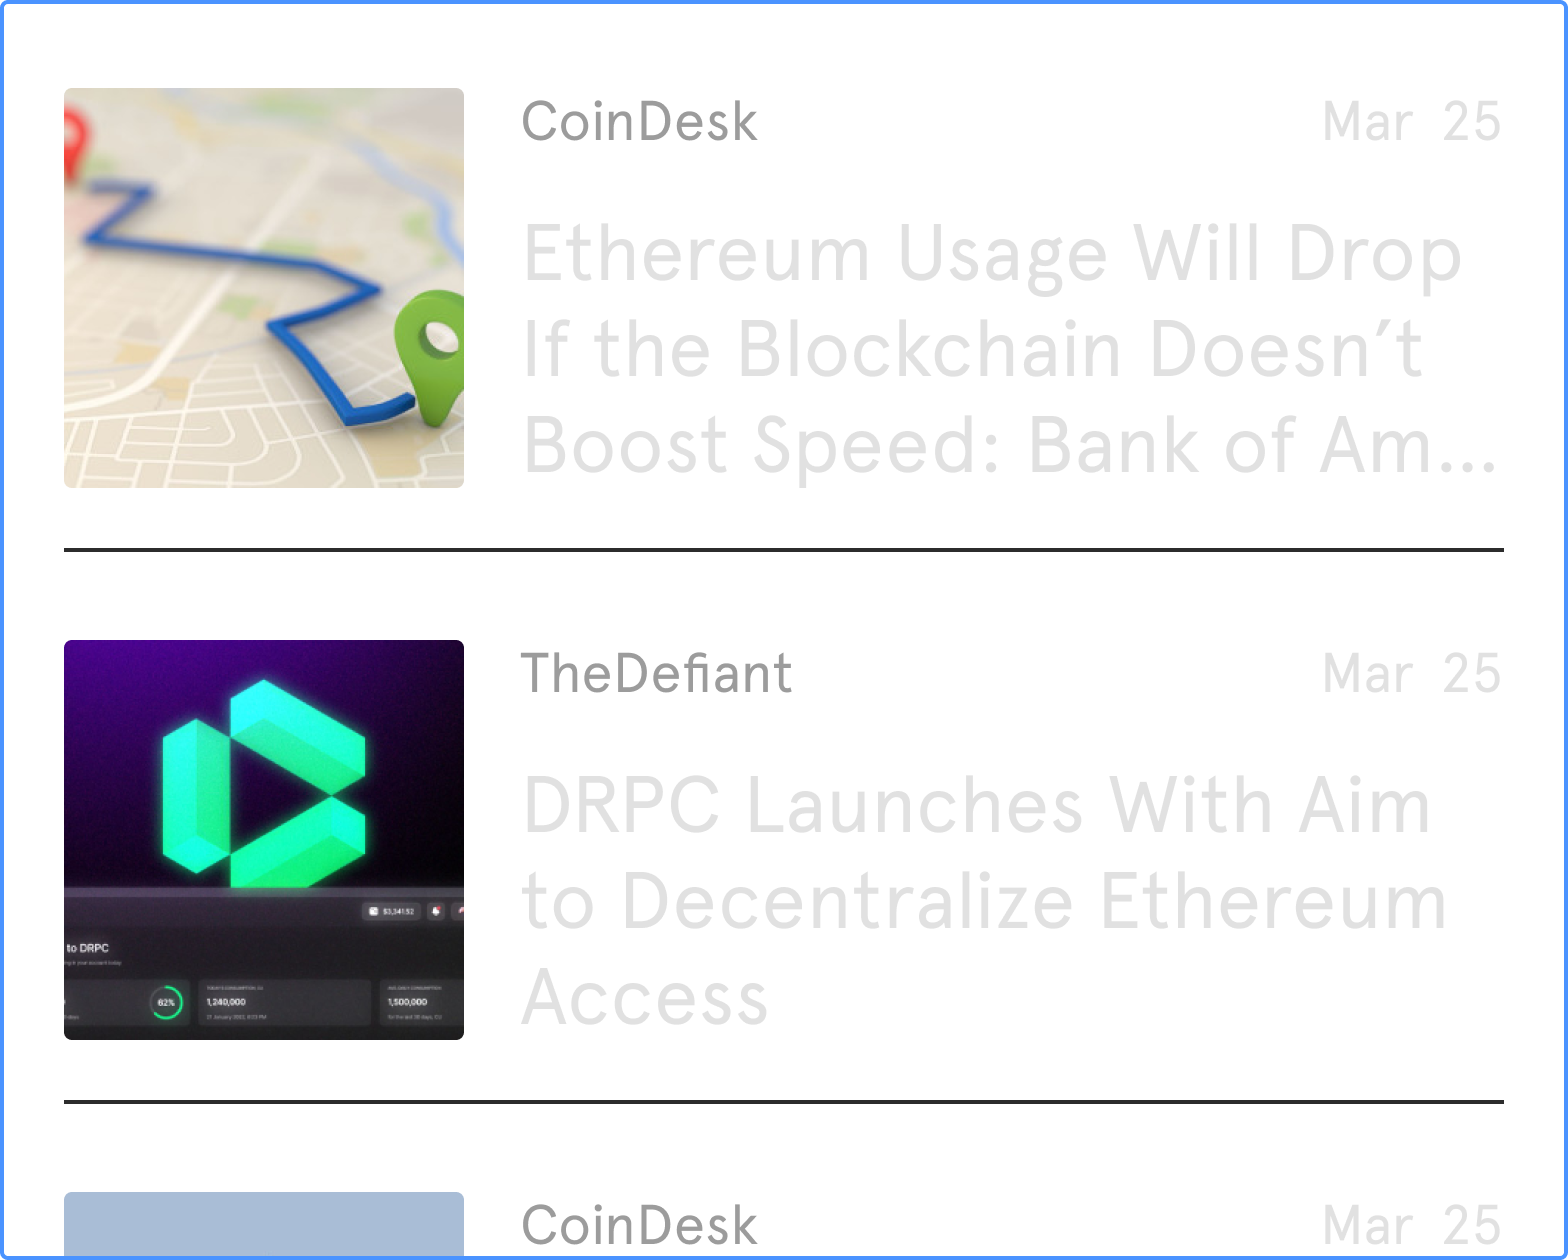 CoinDesk
Mar 25
Ethereum Usage Will Drop
If the Blockchain Doesn’t
Boost Speed: Bank of Am...
TheDefiant
Mar 25
DRPC Launches With Aim
to Decentralize Ethereum
Access
$3,341.52
to DRPC
62%
1,240,000
1,500,000
CoinDesk
Mar 25